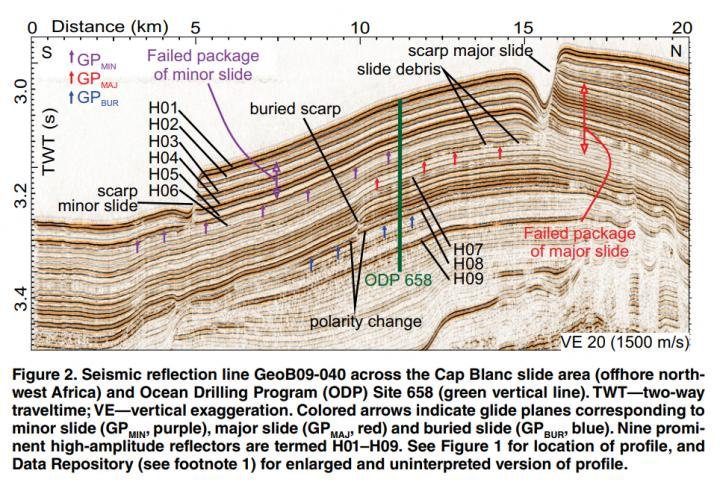 0 Distance (km) 5 10 15 20
S
N
GP MIN
GP MAJ
GP BUR
Failed package
of minor slide
scarp major slide
slide debris
TWT (s)
3.0
3.2
3.4
H01
H02
H03
H04
H05
H06
buried scarp
scarp
minor slide
Failed package
of major slide
H07
H08
H09
ODP 658
polarity change
VE 20 (1500 m/s)
Figure 2. Seismic reflection line GeoB09-040 across the Cap Blanc slide area (offhore north-
west Africa) and Ocean Drilling Program (ODP) Site 658 (green vertical line). TWT—two-way
traveltime; VE—vertical exaggeration. Colored arrows indicate glide planes corresponding to
minor slide (GPMIN, purple), major slide (GPMAJ, red) and buried slide (GPBUR, blue). Nine promi-
nent high-amplitude reflectors are termed H01–H09. See Figure 1 for location of profile, and
Data Repository (see footnote 1) for enlarged and uninterpreted version of profile.